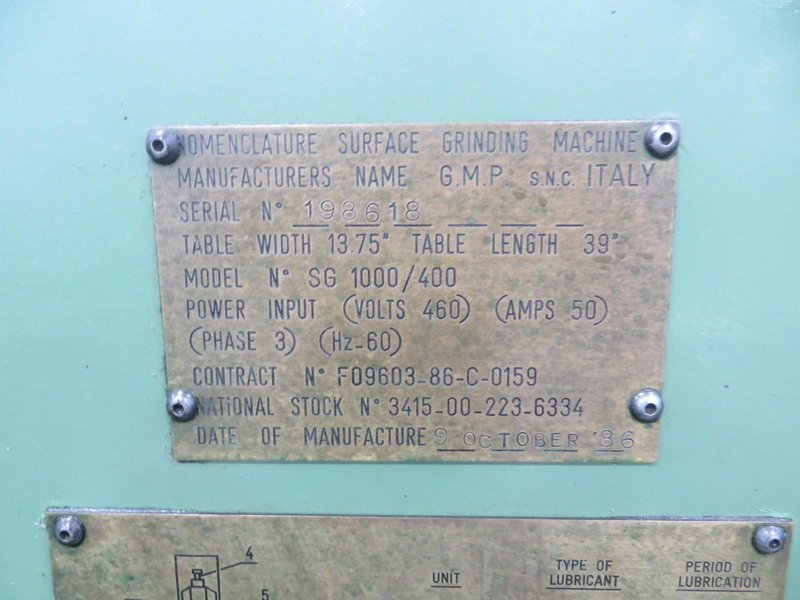 NOMENCLATURE SURFACE GRINDING MACHINE
MANUFACTURERS NAME G.M.P. S.N.C. ITALY
SERIAL N° 198618
TABLE WIDTH 13.75" TABLE LENGTH 39"
MODEL N° SG 1000/400
POWER INPUT (VOLTS 460) (AMPS 50)
(PHASE 3) (Hz-60)
CONTRACT N° F09603-86-C-0159
NATIONAL STOCK N° 3415-00-223-6334
DATE OF MANUFACTURE 9 OCTOBER '86
4
5
UNIT
TYPE OF
LUBRICANT
PERIOD OF
LUBRICATION